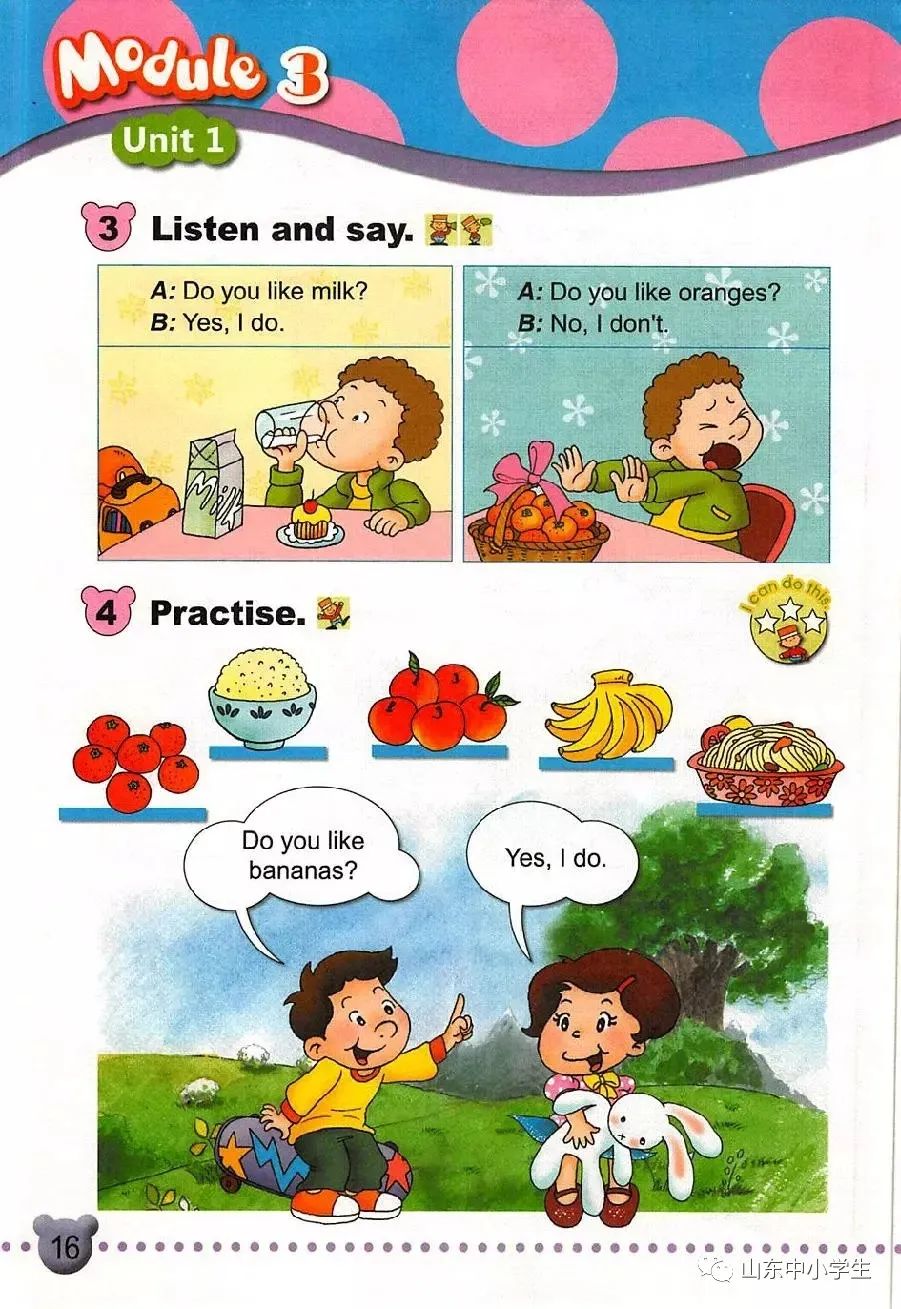 Module 3
Unit 1
3 Listen and say.
A: Do you like milk?
B: Yes, I do.
A: Do you like oranges?
B: No, I don't.
Milk
4 Practise.
I can do this.
Do you like
bananas?
Yes, I do.
16
山东中小学生